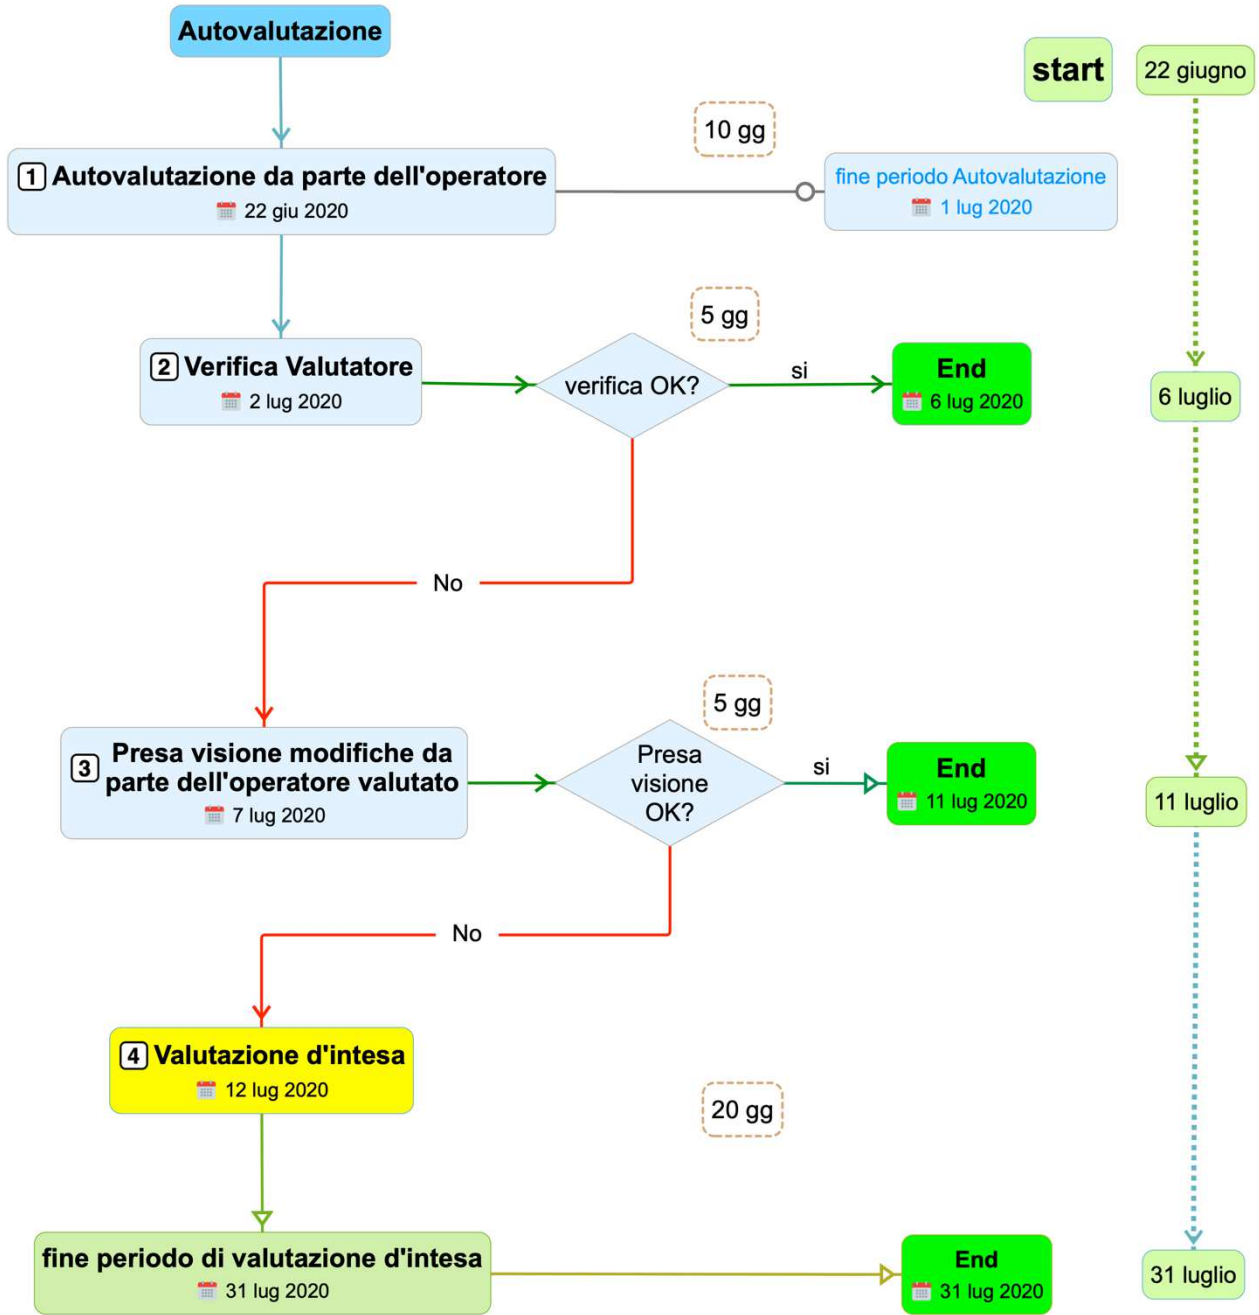 Autovalutazione
start
22 giugno
10 gg
1 Autovalutazione da parte dell'operatore
22 giu 2020
fine periodo Autovalutazione
1 lug 2020
5 gg
2 Verifica Valutatore
2 lug 2020
verifica OK?
si
End
6 lug 2020
6 luglio
No
5 gg
3 Presa visione modifiche da
parte dell'operatore valutato
7 lug 2020
Presa
visione
OK?
si
End
11 lug 2020
11 luglio
No
4 Valutazione d'intesa
12 lug 2020
20 gg
fine periodo di valutazione d'intesa
31 lug 2020
End
31 lug 2020
31 luglio